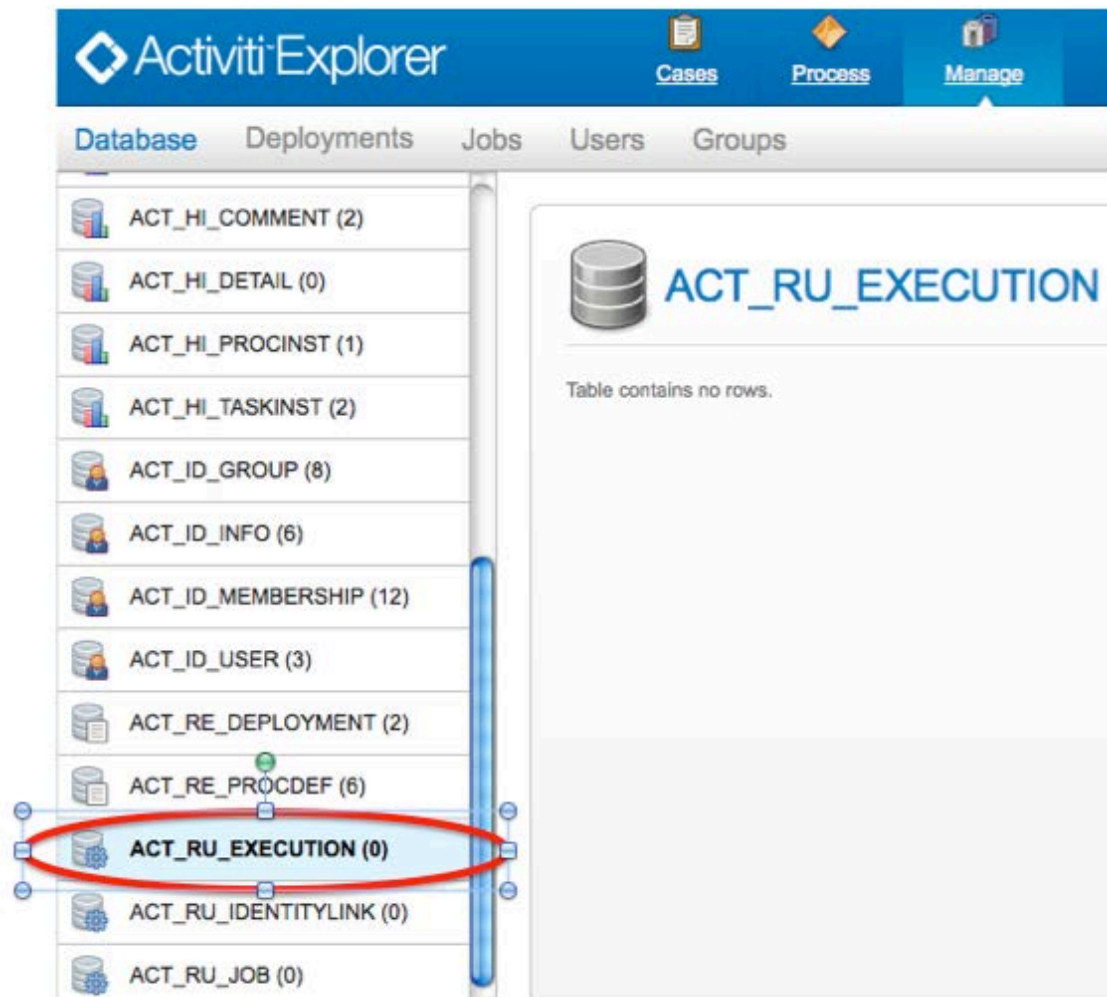 Activiti Explorer
Cases
Process
Manage
Database
Deployments
Jobs
Users
Groups
ACT_HI_COMMENT (2)
ACT_HI_DETAIL (0)
ACT_HI_PROCINST (1)
ACT_HI_TASKINST (2)
ACT_ID_GROUP (8)
ACT_ID_INFO (6)
ACT_ID_MEMBERSHIP (12)
ACT_ID_USER (3)
ACT_RE_DEPLOYMENT (2)
ACT_RE_PROCDEF (6)
ACT_RU_EXECUTION (0)
ACT_RU_IDENTITYLINK (0)
ACT_RU_JOB (0)
ACT_RU_EXECUTION
Table contains no rows.